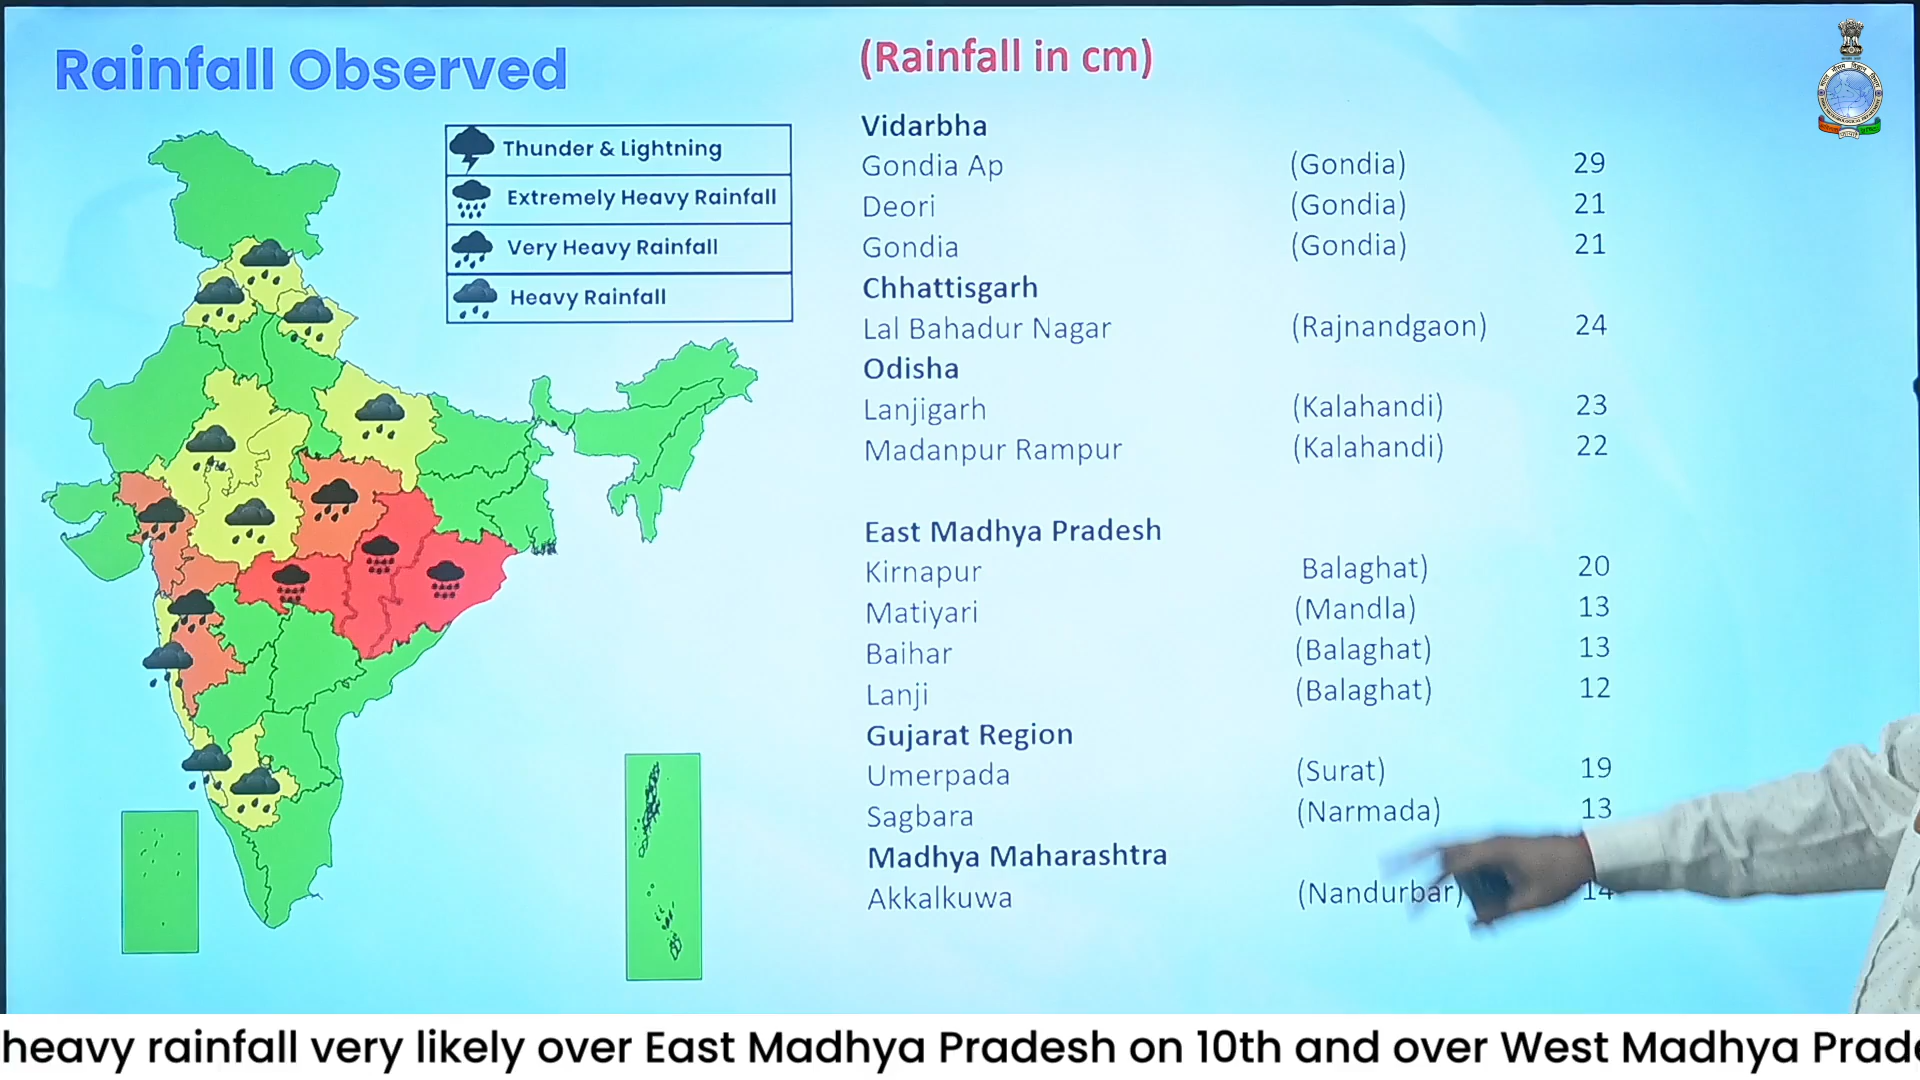 Rainfall Observed
Thunder & Lightning
Extremely Heavy Rainfall
Very Heavy Rainfall
Heavy Rainfall
(Rainfall in cm)
Vidarbha
Gondia Ap (Gondia) 29
Deori (Gondia) 21
Gondia (Gondia) 21
Chhattisgarh
Lal Bahadur Nagar (Rajnandgaon) 24
Odisha
Lanjigarh (Kalahandi) 23
Madanpur Rampur (Kalahandi) 22
East Madhya Pradesh
Kirnapur Balaghat) 20
Matiyari (Mandla) 13
Baihar (Balaghat) 13
Lanji (Balaghat) 12
Gujarat Region
Umerpada (Surat) 19
Sagbara (Narmada) 13
Madhya Maharashtra
Akkalkuwa (Nandurbar) 14
heavy rainfall very likely over East Madhya Pradesh on 10th and over West Madhya Prade